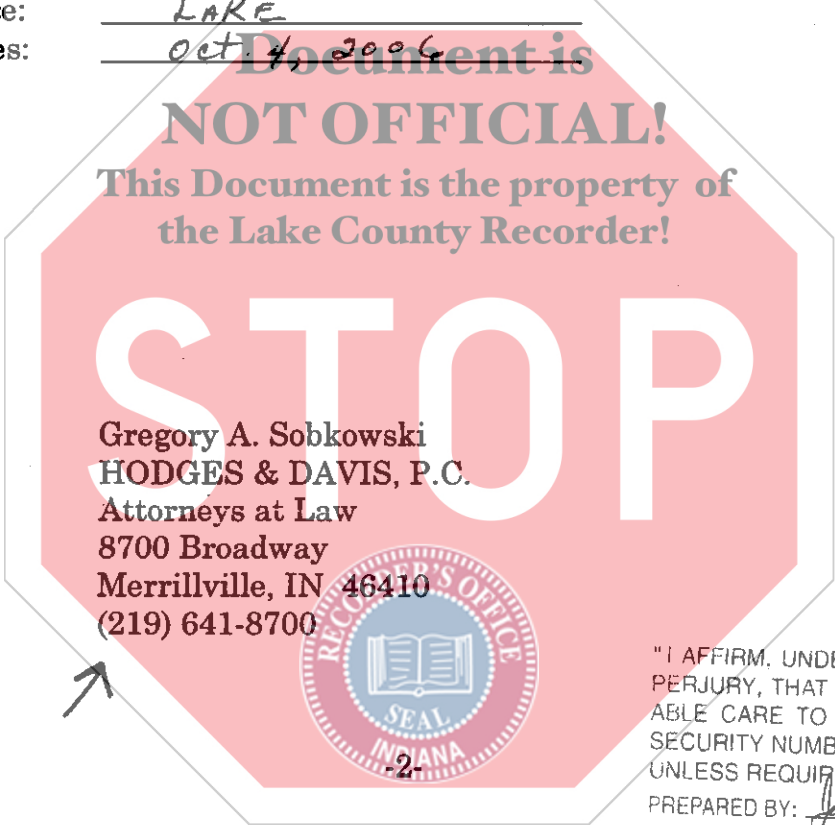 ce: LAKE
es: Oct. 4, 2006
Document is
NOT OFFICIAL!
This Document is the property of
the Lake County Recorder!
STOP
Gregory A. Sobkowski
HODGES & DAVIS, P.C.
Attorneys at Law
8700 Broadway
Merrillville, IN 46410
(219) 641-8700
RECORDER'S OFFICE
SEAL
INDIANA
-2-
"I AFFIRM, UNDE
PERJURY, THAT
ABLE CARE TO
SECURITY NUMB
UNLESS REQUIR
PREPARED BY: